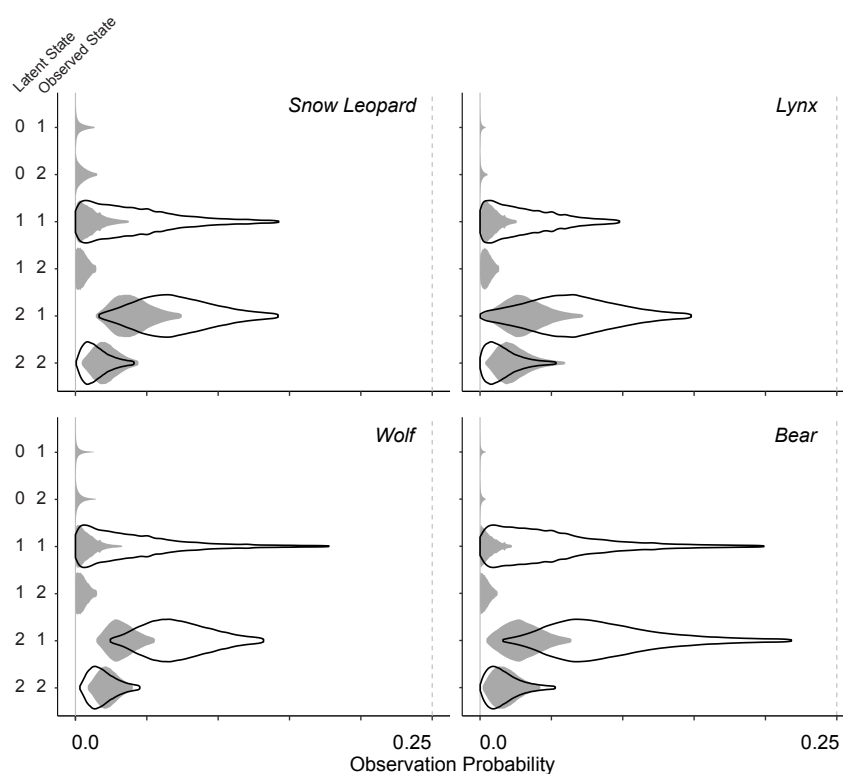 Latent State
Observed State
Snow Leopard
Lynx
0 1
0 2
1 1
1 2
2 1
2 2
Wolf
Bear
0 1
0 2
1 1
1 2
2 1
2 2
0.0 0.25 0.0 0.25
Observation Probability